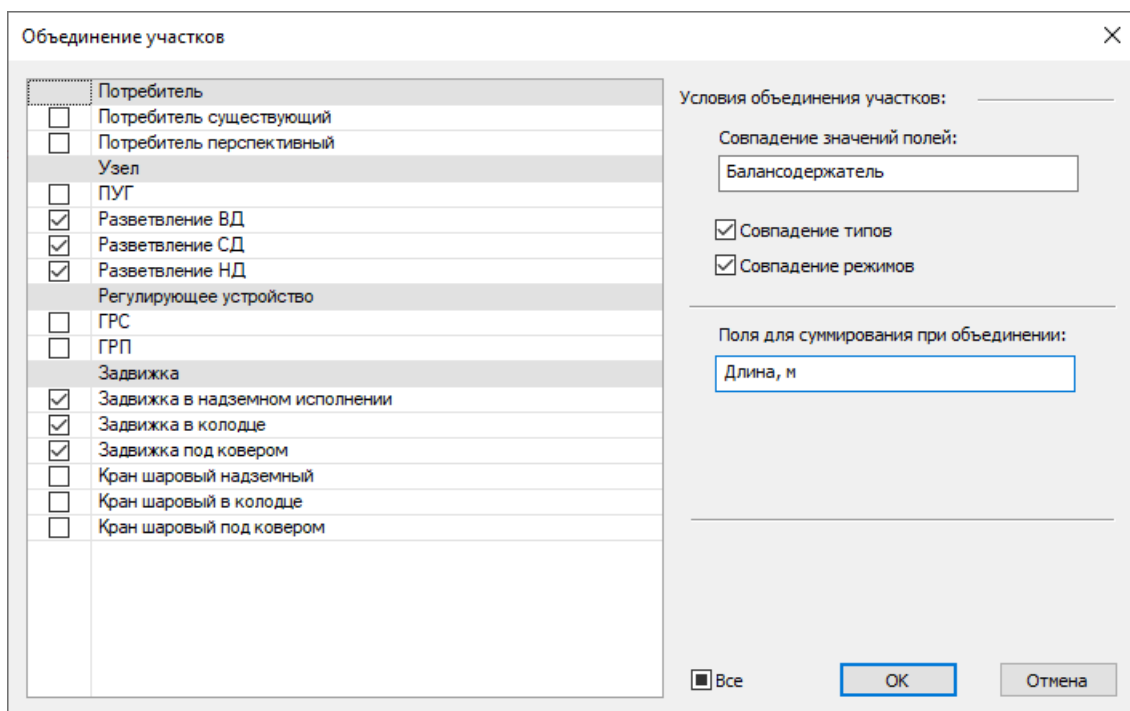 Объединение участков
Потребитель
Потребитель существующий
Потребитель перспективный
Узел
ПУГ
Разветвление ВД
Разветвление СД
Разветвление НД
Регулирующее устройство
ГРС
ГРП
Задвижка
Задвижка в надземном исполнении
Задвижка в колодце
Задвижка под ковером
Кран шаровый надземный
Кран шаровый в колодце
Кран шаровый под ковером
Условия объединения участков:
Совпадение значений полей:
Балансодержатель
Совпадение типов
Совпадение режимов
Поля для суммирования при объединении:
Длина, м
Все
ОК
Отмена